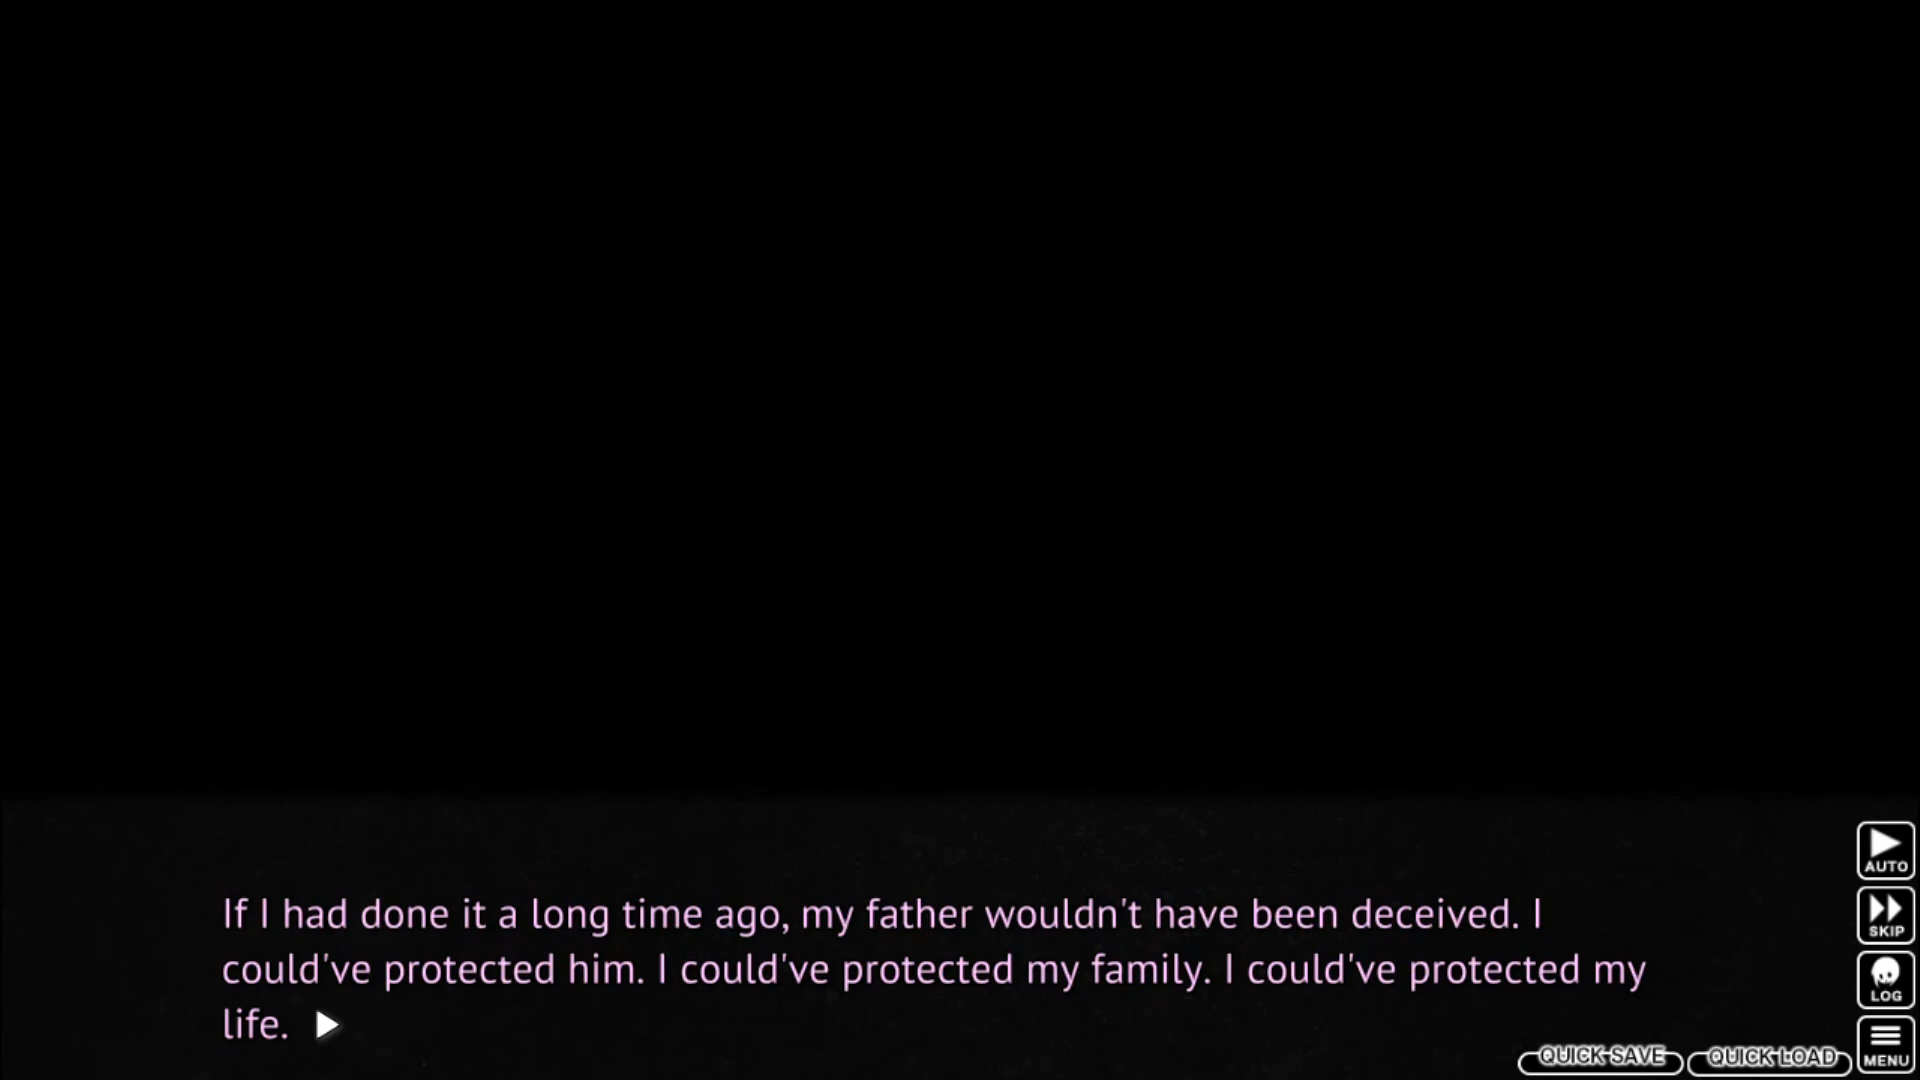 If I had done it a long time ago, my father wouldn't have been deceived. I
could've protected him. I could've protected my family. I could've protected my
life.
AUTO
SKIP
LOG
MENU
QUICK SAVE
QUICK LOAD